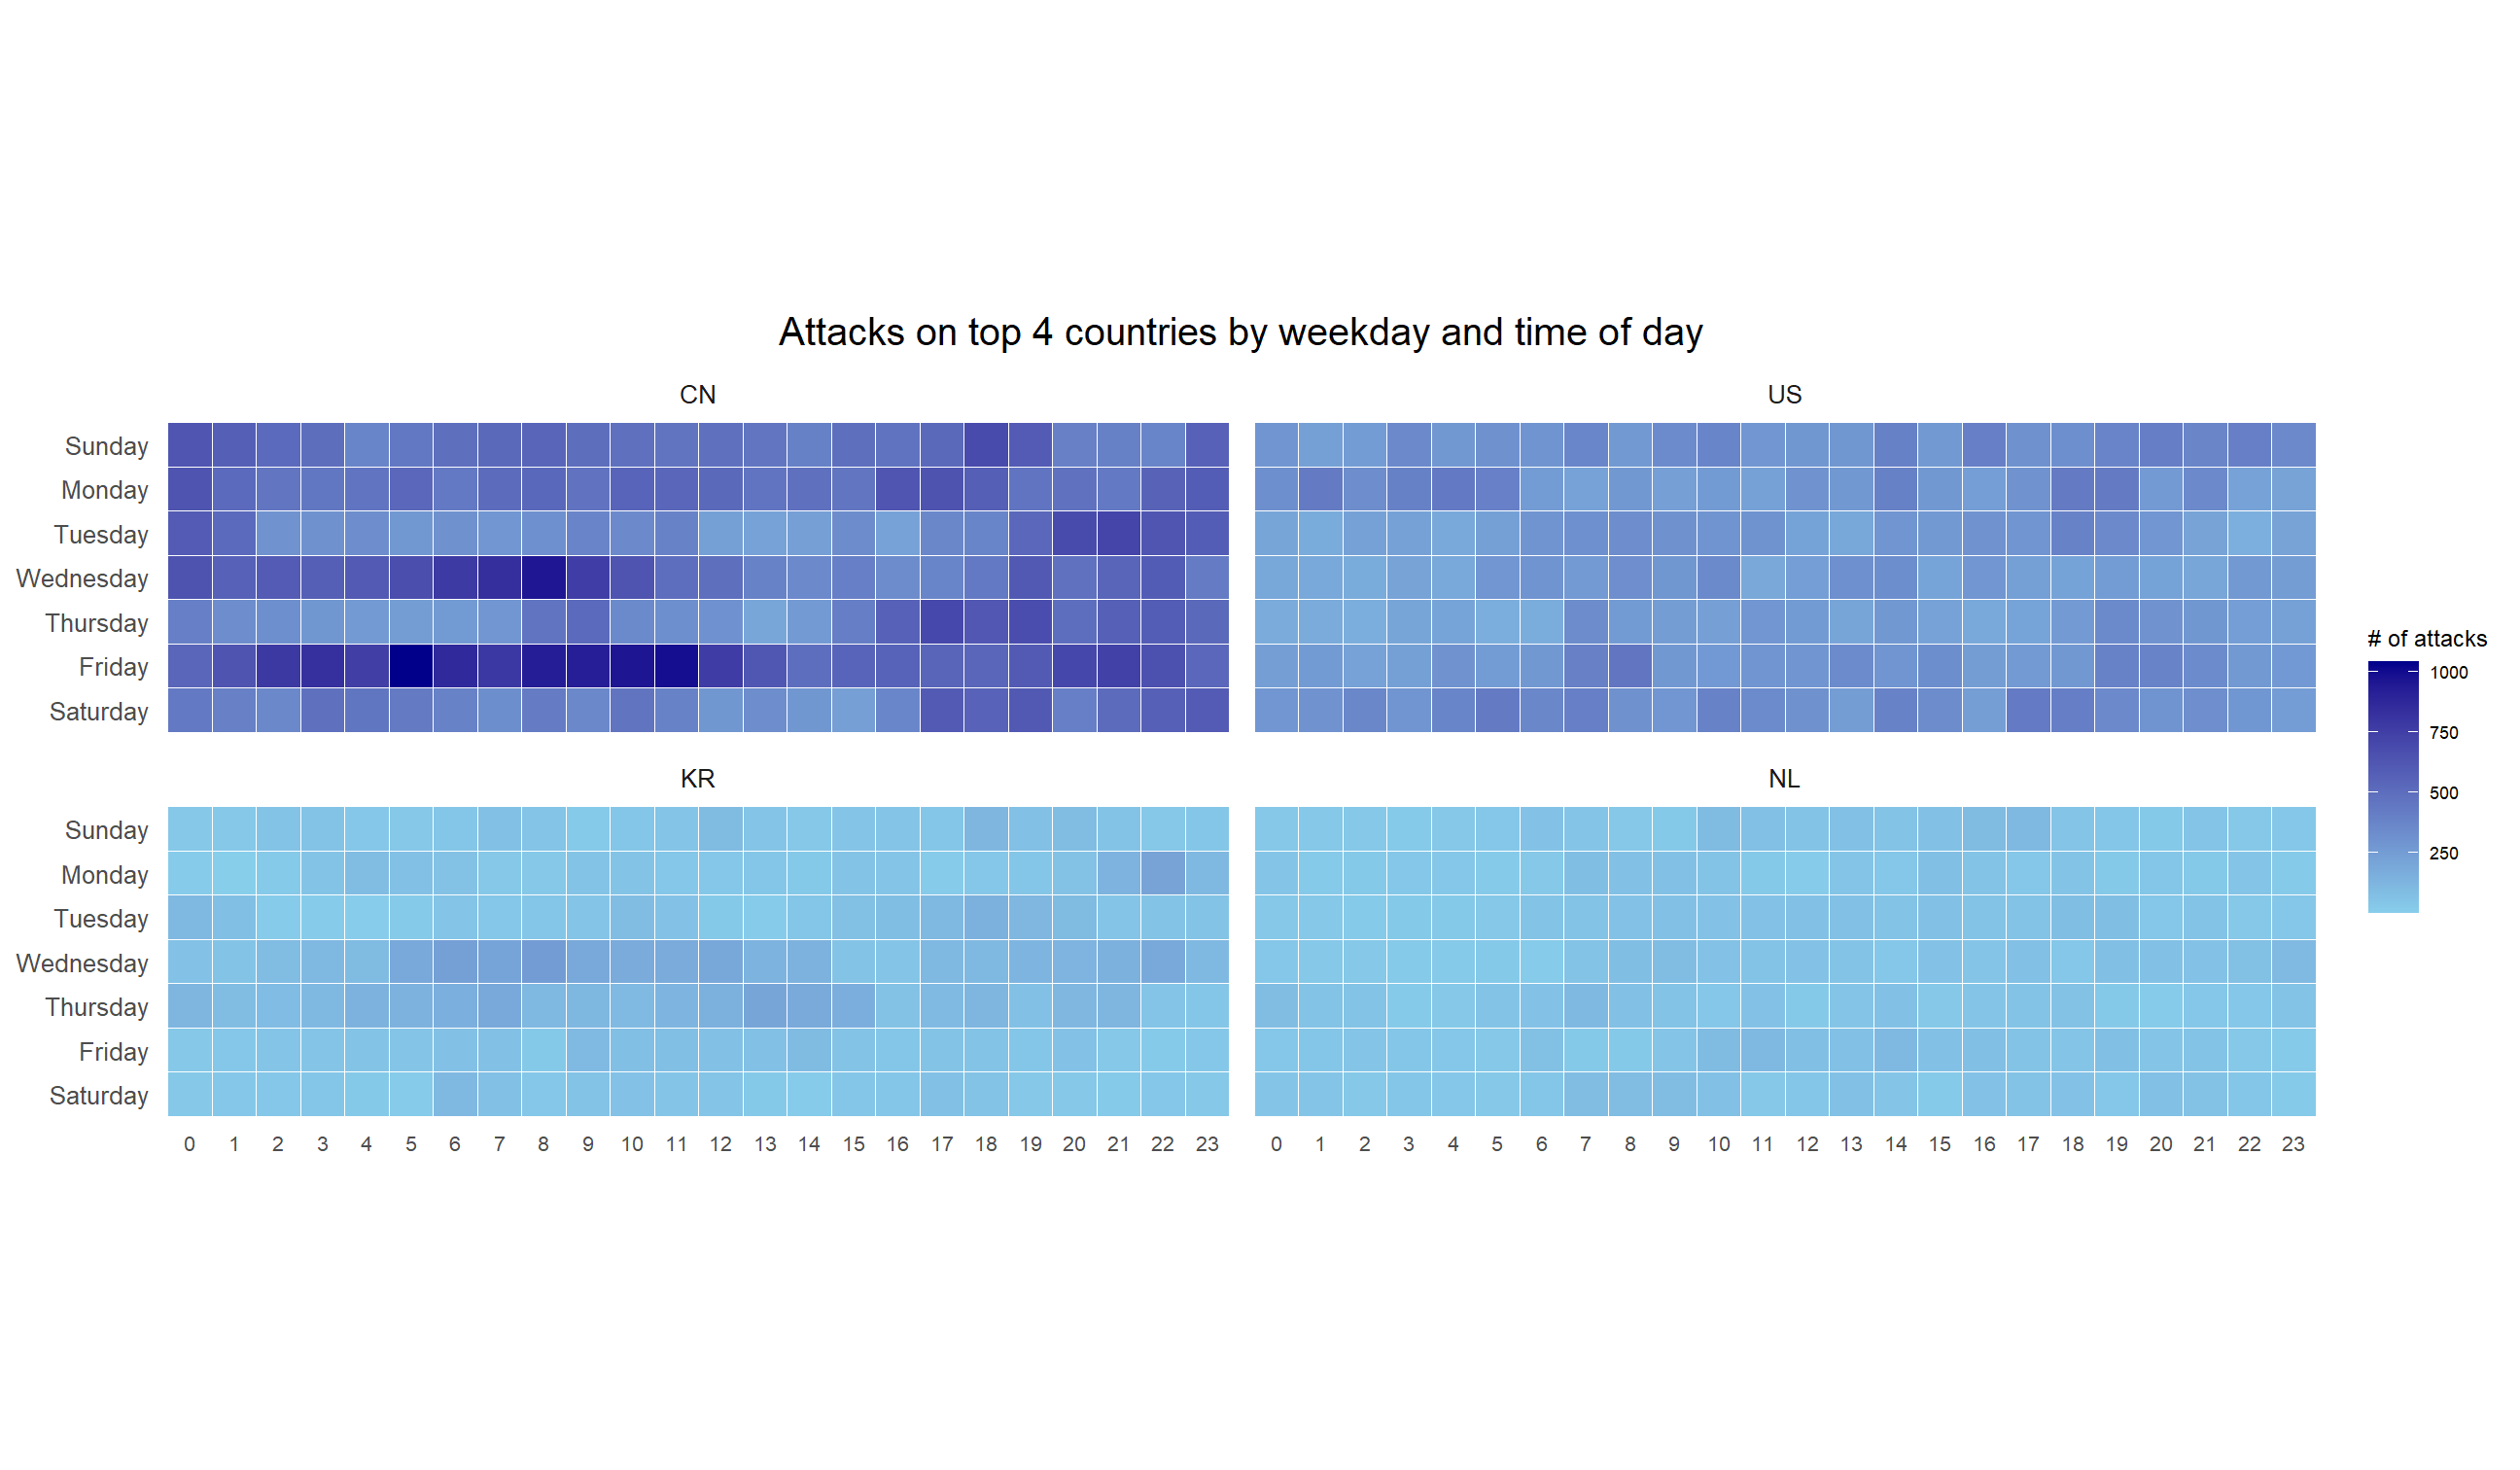 Attacks on top 4 countries by weekday and time of day
CN
US
Sunday
Monday
Tuesday
Wednesday
Thursday
Friday
Saturday
KR
NL
Sunday
Monday
Tuesday
Wednesday
Thursday
Friday
Saturday
0 1 2 3 4 5 6 7 8 9 10 11 12 13 14 15 16 17 18 19 20 21 22 23
0 1 2 3 4 5 6 7 8 9 10 11 12 13 14 15 16 17 18 19 20 21 22 23
# of attacks
1000
750
500
250